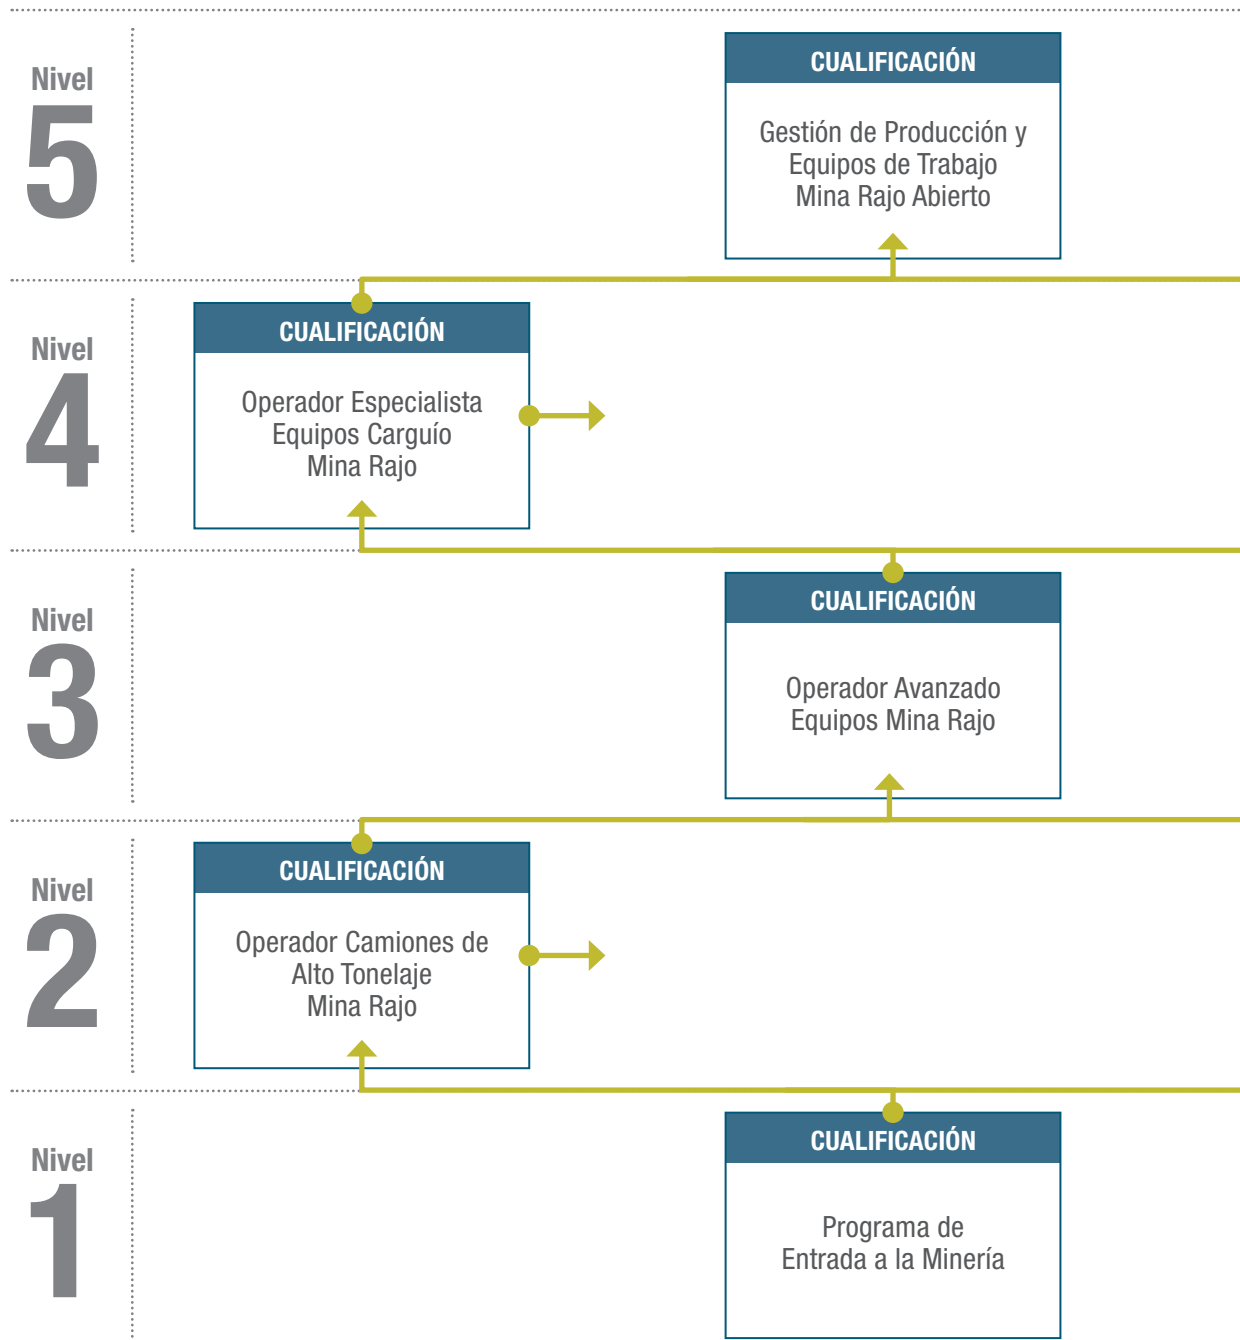 Nivel
5
CUALIFICACIÓN
Gestión de Producción y
Equipos de Trabajo
Mina Rajo Abierto
Nivel
4
CUALIFICACIÓN
Operador Especialista
Equipos Carguío
Mina Rajo
Nivel
3
CUALIFICACIÓN
Operador Avanzado
Equipos Mina Rajo
Nivel
2
CUALIFICACIÓN
Operador Camiones de
Alto Tonelaje
Mina Rajo
Nivel
1
CUALIFICACIÓN
Programa de
Entrada a la Minería